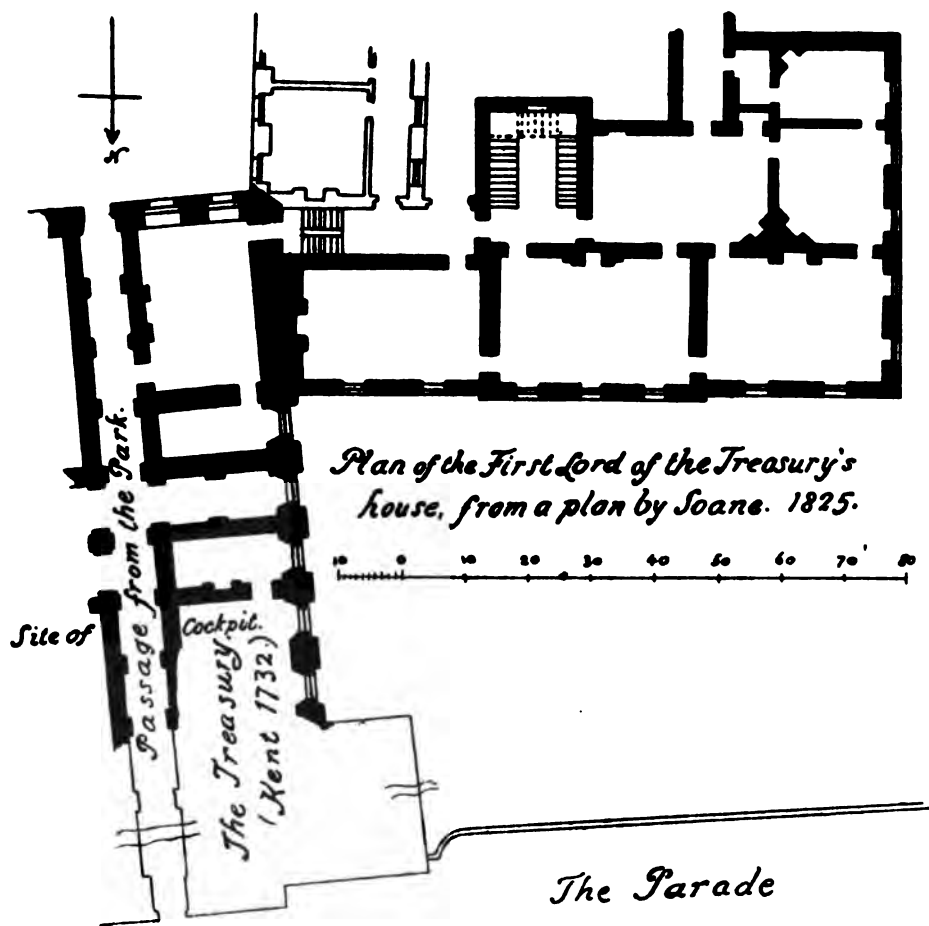 N
Plan of the First Lord of the Treasury's
house, from a plan by Soane. 1825.
10 0 10 20 30 40 50 60 70' 80
Passage from the Park.
Site of
Cockpit.
The Treasury.
(Kent 1732.)
The Parade